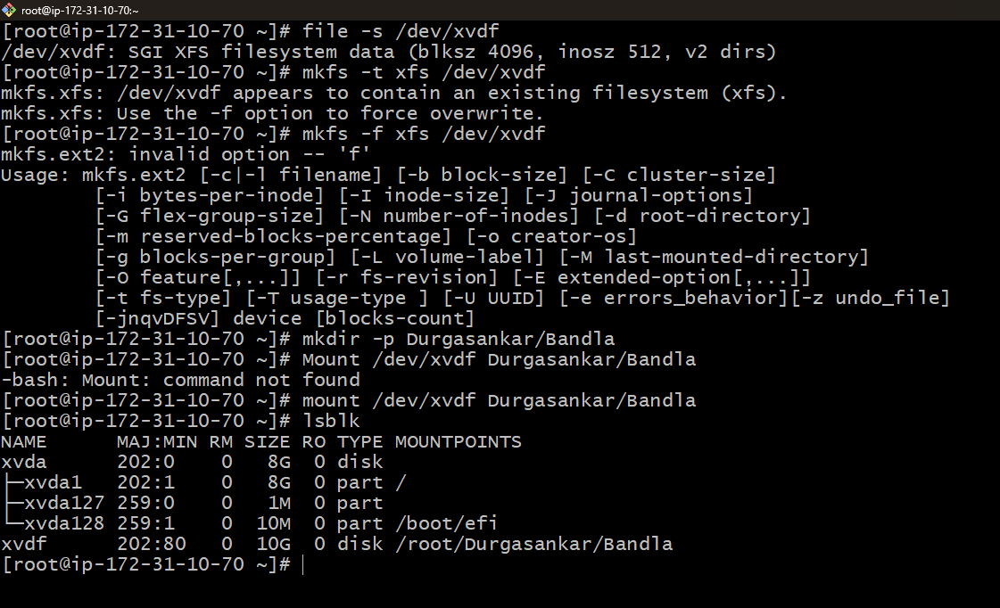 root@ip-172-31-10-70:~
[root@ip-172-31-10-70 ~]# file -s /dev/xvdf
/dev/xvdf: SGI XFS filesystem data (blksz 4096, inosz 512, v2 dirs)
[root@ip-172-31-10-70 ~]# mkfs -t xfs /dev/xvdf
mkfs.xfs: /dev/xvdf appears to contain an existing filesystem (xfs).
mkfs.xfs: Use the -f option to force overwrite.
[root@ip-172-31-10-70 ~]# mkfs -f xfs /dev/xvdf
mkfs.ext2: invalid option -- 'f'
Usage: mkfs.ext2 [-c|-l filename] [-b block-size] [-C cluster-size]
        [-i bytes-per-inode] [-I inode-size] [-J journal-options]
        [-G flex-group-size] [-N number-of-inodes] [-d root-directory]
        [-m reserved-blocks-percentage] [-o creator-os]
        [-g blocks-per-group] [-L volume-label] [-M last-mounted-directory]
        [-O feature[,...]] [-r fs-revision] [-E extended-option[,...]]
        [-t fs-type] [-T usage-type ] [-U UUID] [-e errors_behavior][-z undo_file]
        [-jnqvDFSV] device [blocks-count]
[root@ip-172-31-10-70 ~]# mkdir -p Durgasankar/Bandla
[root@ip-172-31-10-70 ~]# Mount /dev/xvdf Durgasankar/Bandla
-bash: Mount: command not found
[root@ip-172-31-10-70 ~]# mount /dev/xvdf Durgasankar/Bandla
[root@ip-172-31-10-70 ~]# lsblk
NAME      MAJ:MIN RM SIZE RO TYPE MOUNTPOINTS
xvda      202:0    0   8G  0 disk
├─xvda1   202:1    0   8G  0 part /
├─xvda127 259:0    0   1M  0 part
└─xvda128 259:1    0  10M  0 part /boot/efi
xvdf      202:80   0  10G  0 disk /root/Durgasankar/Bandla
[root@ip-172-31-10-70 ~]#